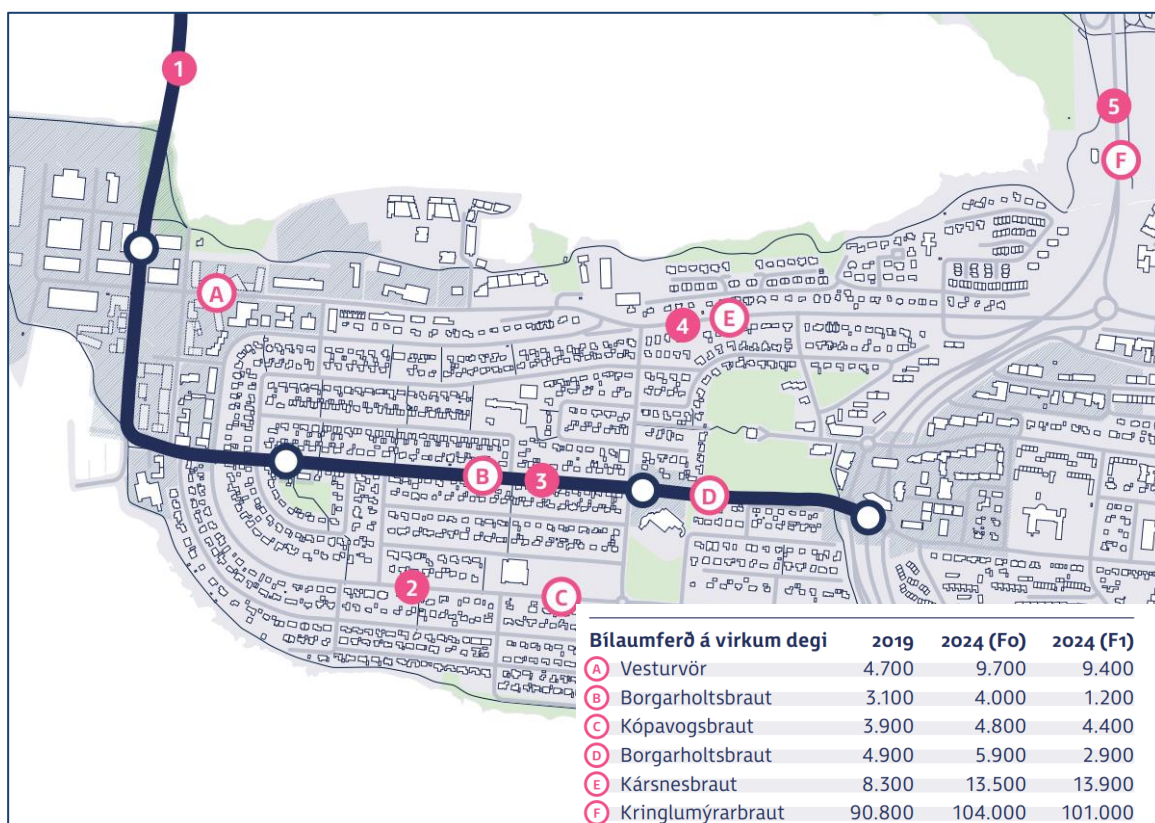 1
5
F
A
4
E
B
3
D
2
C
Bílaumferð á virkum degi 2019 2024 (F0) 2024 (F1)
A Vesturvör 4.700 9.700 9.400
B Borgarholtsbraut 3.100 4.000 1.200
C Kópavogsbraut 3.900 4.800 4.400
D Borgarholtsbraut 4.900 5.900 2.900
E Kársnesbraut 8.300 13.500 13.900
F Kringlumýrarbraut 90.800 104.000 101.000